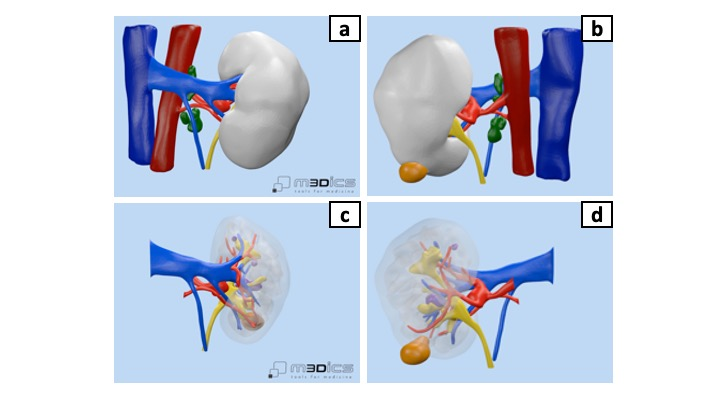 a
b
m3Dics
tools for medicine
c
d
m3Dics
tools for medicine